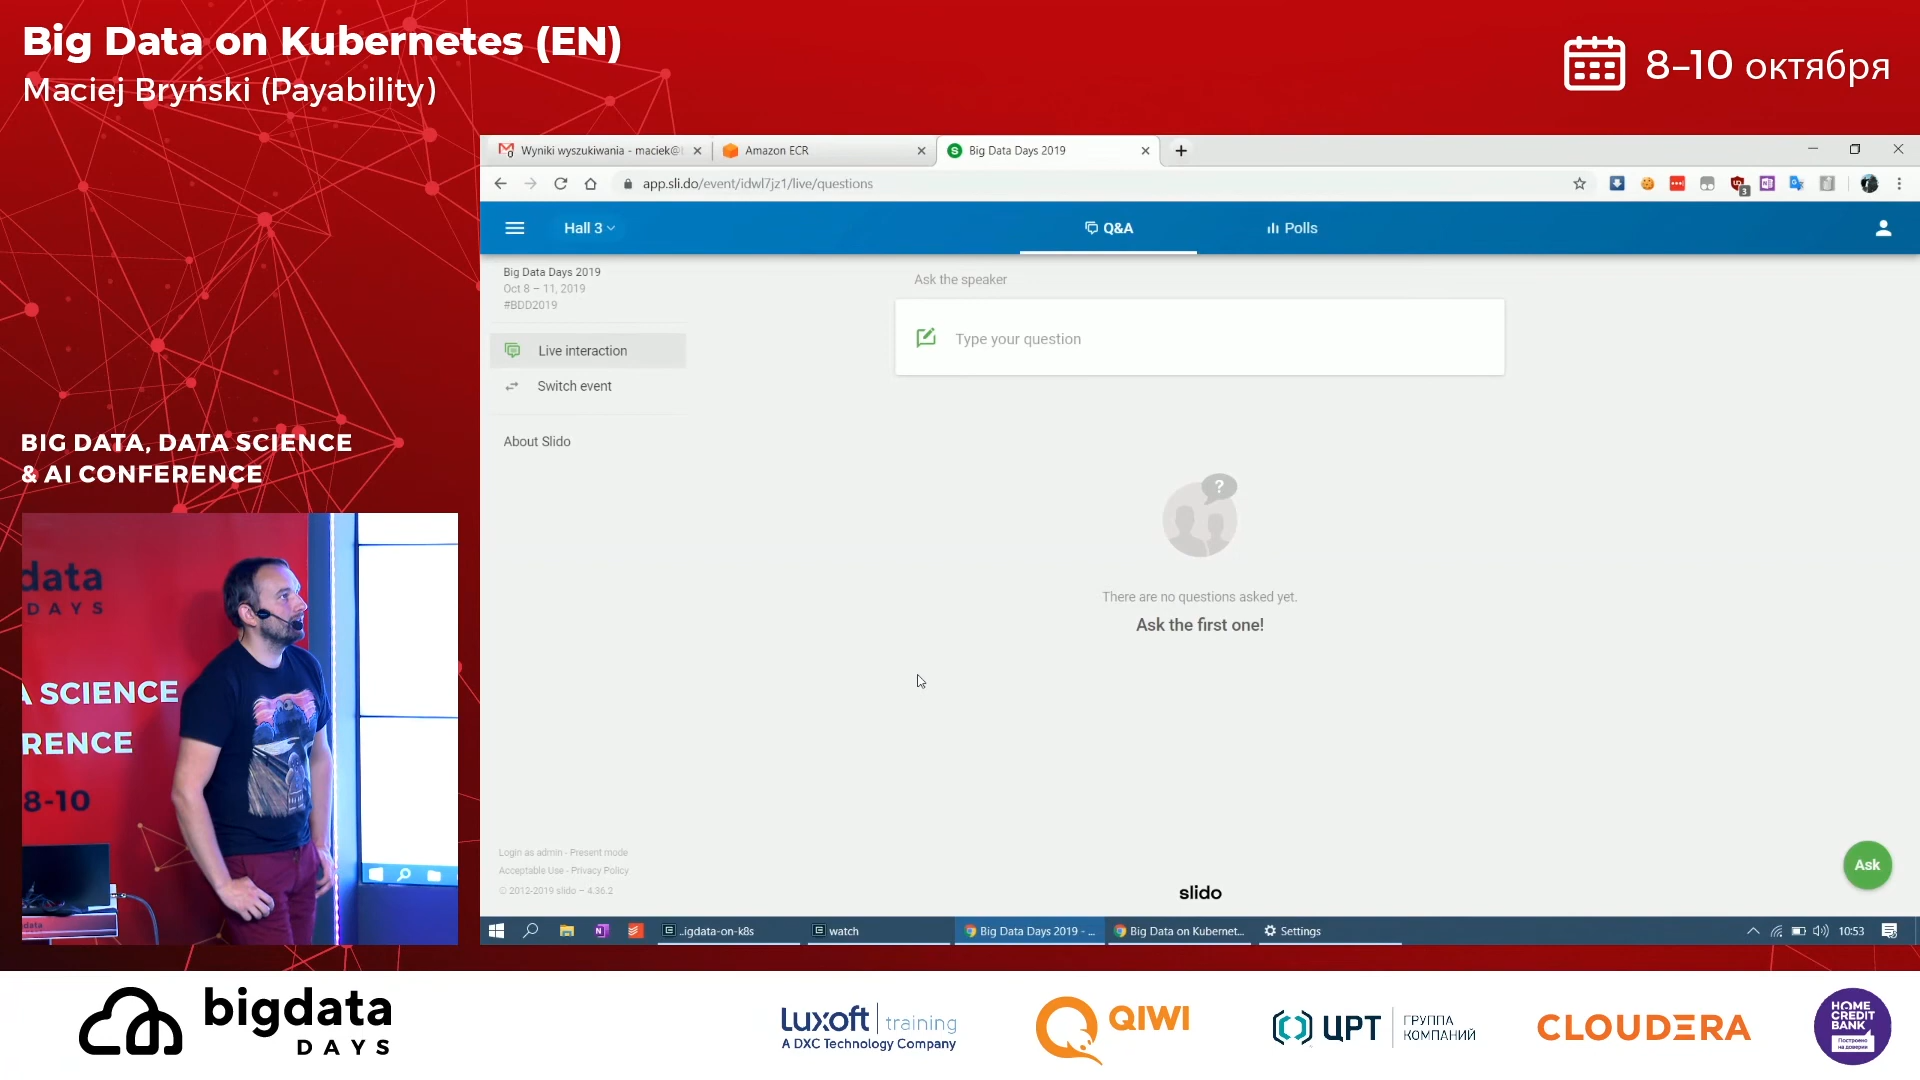 Big Data on Kubernetes (EN)
Maciej Bryński (Payability)
8–10 октября
BIG DATA, DATA SCIENCE
& AI CONFERENCE
Wyniki wyszukiwania - maciek@
Amazon ECR
Big Data Days 2019
app.sli.do/event/idwl7jz1/live/questions
3
Hall 3
Q&A
Polls
Big Data Days 2019
Oct 8 – 11, 2019
#BDD2019
Live interaction
Switch event
About Slido
Ask the speaker
Type your question
?
There are no questions asked yet.
Ask the first one!
Login as admin - Present mode
Acceptable Use - Privacy Policy
© 2012-2019 slido – 4.36.2
slido
Ask
..igdata-on-k8s
watch
Big Data Days 2019 - ...
Big Data on Kubernet...
Settings
10:53
data
DAYS
A SCIENCE
RENCE
8-10
bigdata
DAYS
luxoft training
A DXC Technology Company
QIWI
ЦРТ
ГРУППА
КОМПАНИЙ
CLOUDERA
HOME
CREDIT
BANK
Построено
на доверии